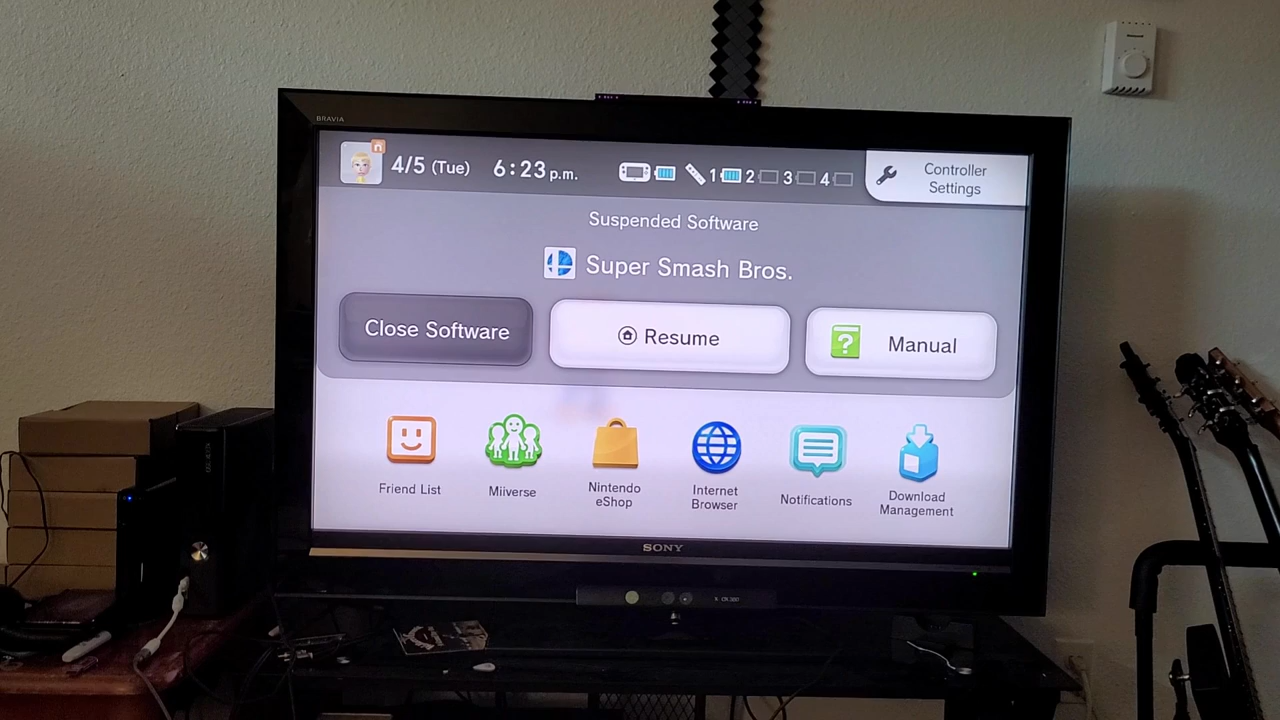 BRAVIA
4/5 (Tue) 6:23 p.m.
1 2 3 4
Controller
Settings
Suspended Software
Super Smash Bros.
Close Software
Resume
? Manual
Friend List
Miiverse
Nintendo
eShop
Internet
Browser
Notifications
Download
Management
SONY